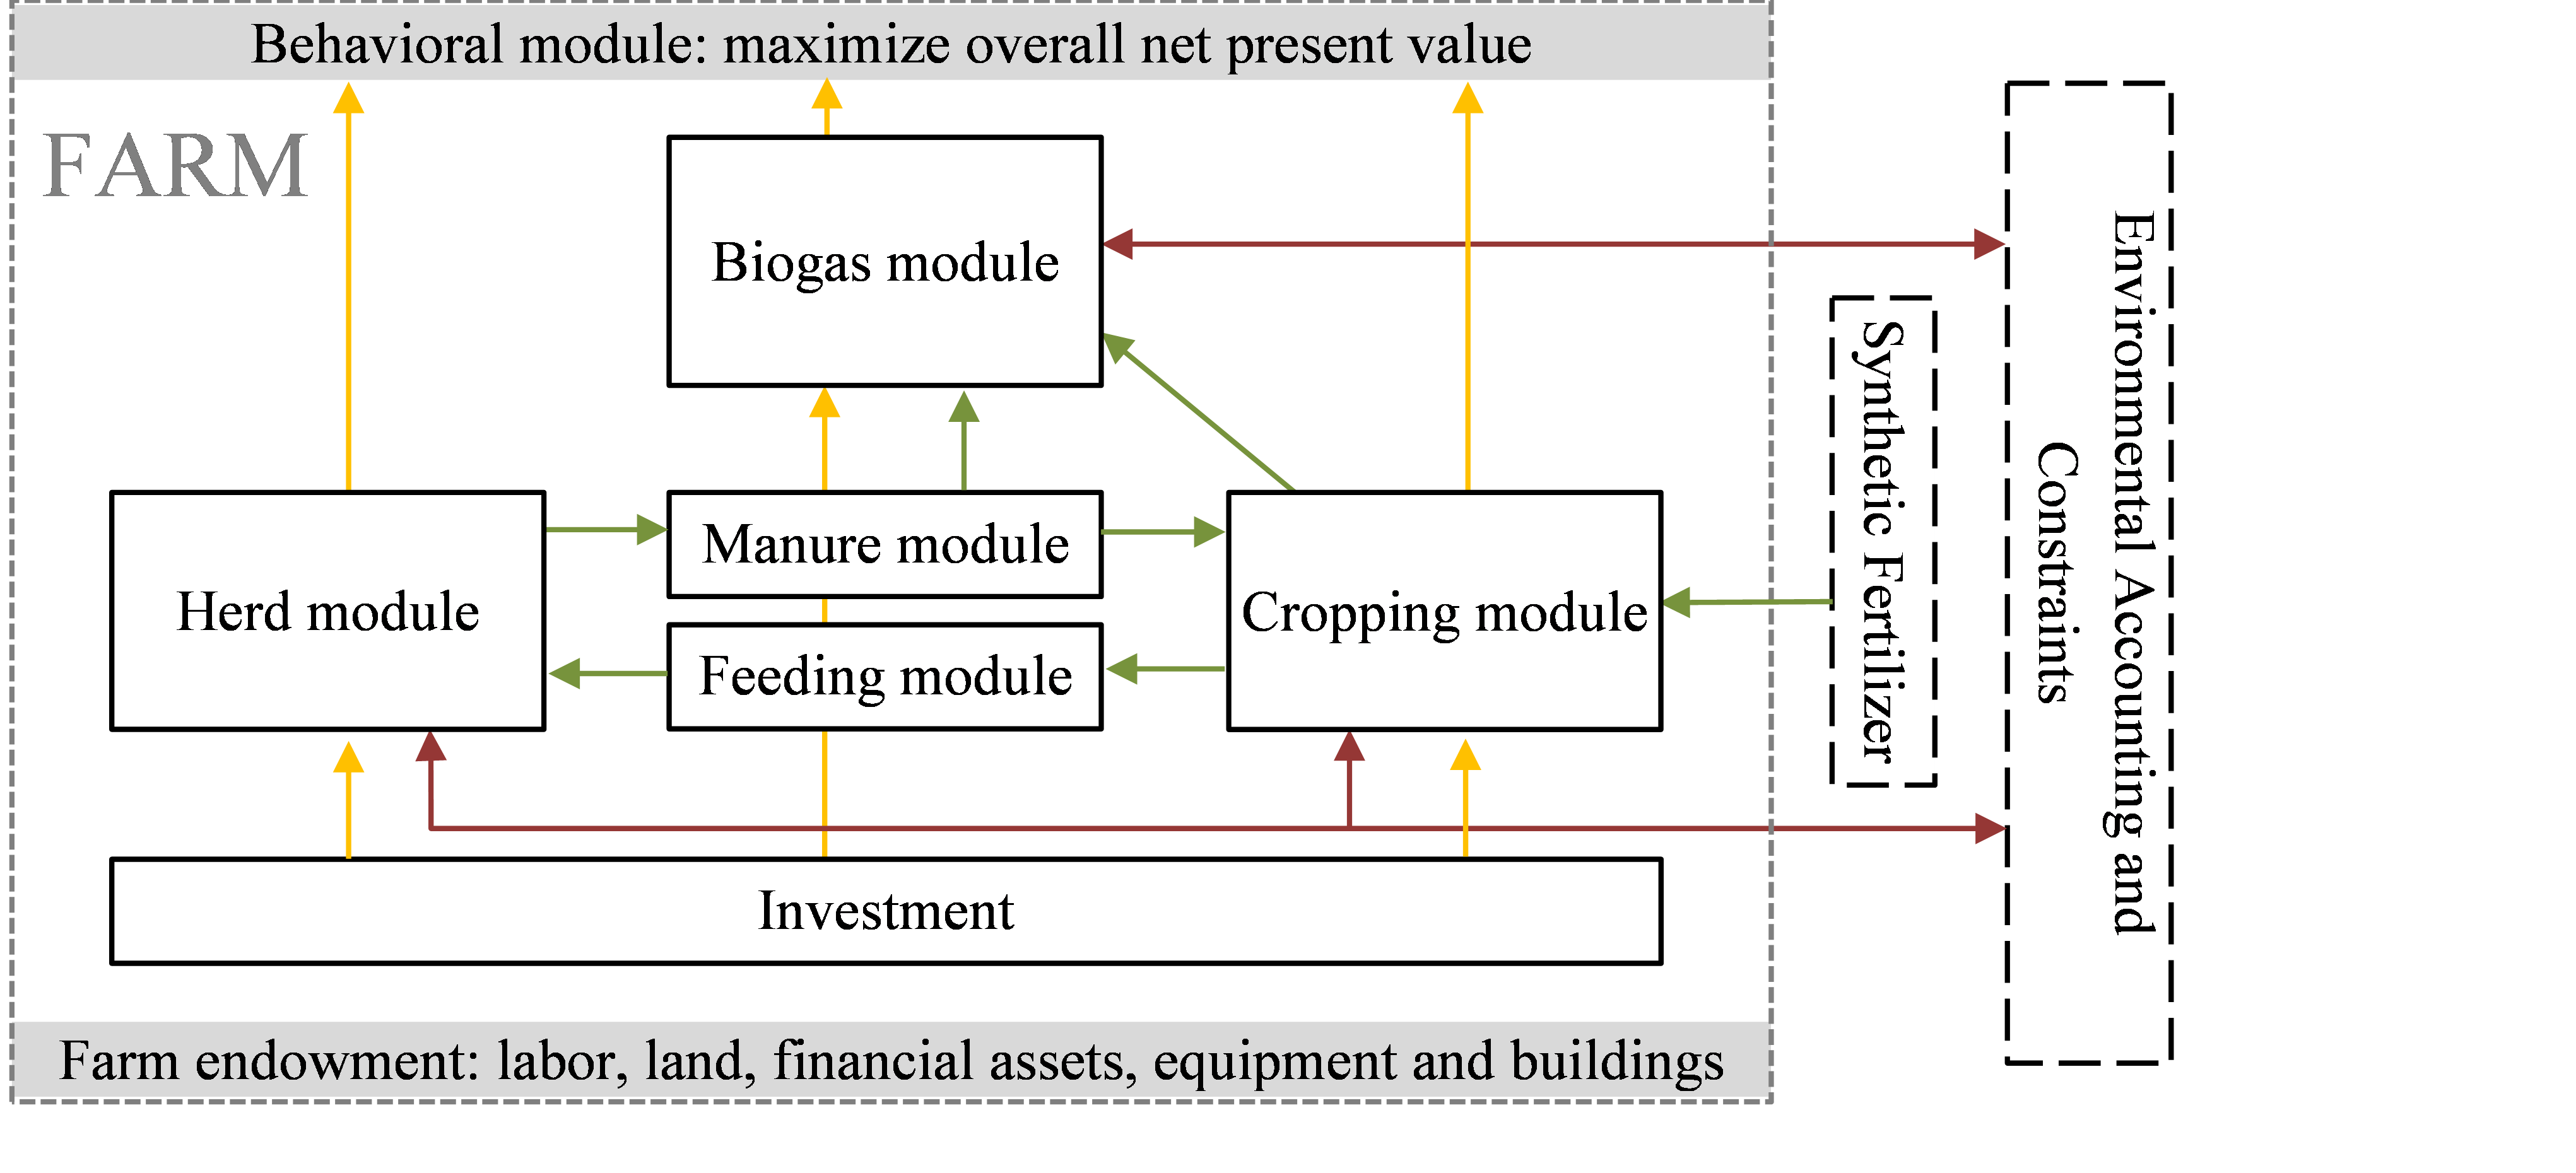 Behavioral module: maximize overall net present value
FARM
Biogas module
Herd module
Manure module
Feeding module
Cropping module
Synthetic Fertilizer
Environmental Accounting and
Constraints
Investment
Farm endowment: labor, land, financial assets, equipment and buildings